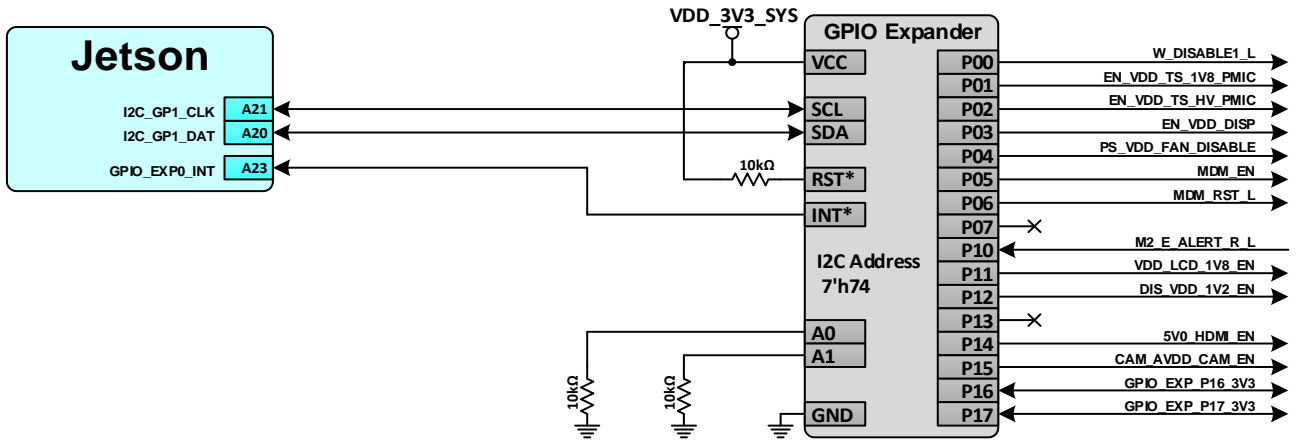 VDD_3V3_SYS
Jetson
I2C_GP1_CLK
A21
I2C_GP1_DAT
A20
GPIO_EXP0_INT
A23
10kΩ
GPIO Expander
VCC
SCL
SDA
RST*
INT*
I2C Address
7'h74
A0
A1
GND
10kΩ
10kΩ
P00
W_DISABLE1_L
P01
EN_VDD_TS_1V8_PMIC
P02
EN_VDD_TS_HV_PMIC
P03
EN_VDD_DISP
P04
PS_VDD_FAN_DISABLE
P05
MDM_EN
P06
MDM_RST_L
P07
P10
M2_E_ALERT_R_L
P11
VDD_LCD_1V8_EN
P12
DIS_VDD_1V2_EN
P13
P14
5V0_HDMI_EN
P15
CAM_AVDD_CAM_EN
P16
GPIO_EXP_P16_3V3
P17
GPIO_EXP_P17_3V3